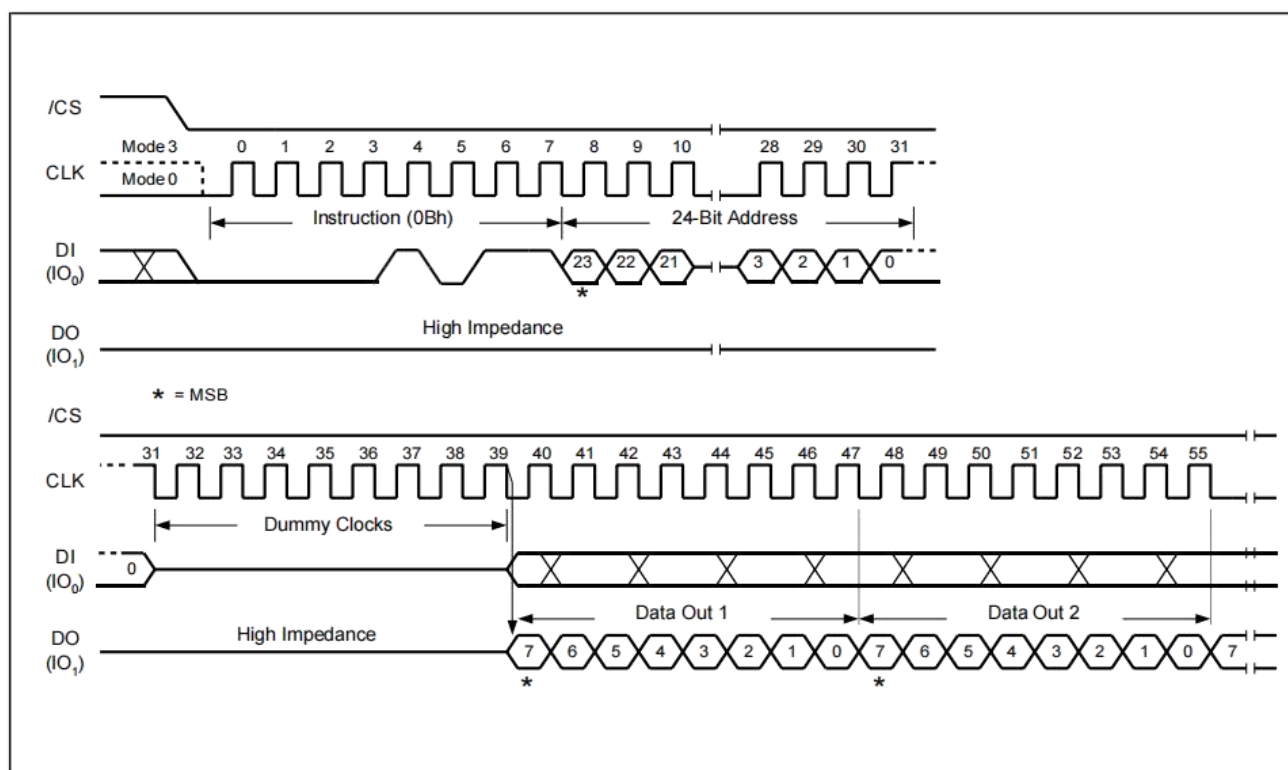 /CS
Mode 3 0 1 2 3 4 5 6 7 8 9 10 28 29 30 31
CLK
Mode 0
Instruction (0Bh) 24-Bit Address
DI
(IO0) 23 22 21 3 2 1 0
*
DO High Impedance
(IO1)
* = MSB
/CS
31 32 33 34 35 36 37 38 39 40 41 42 43 44 45 46 47 48 49 50 51 52 53 54 55
CLK
Dummy Clocks
DI
(IO0) 0
Data Out 1 Data Out 2
DO High Impedance
(IO1) 7 6 5 4 3 2 1 0 7 6 5 4 3 2 1 0 7
* *